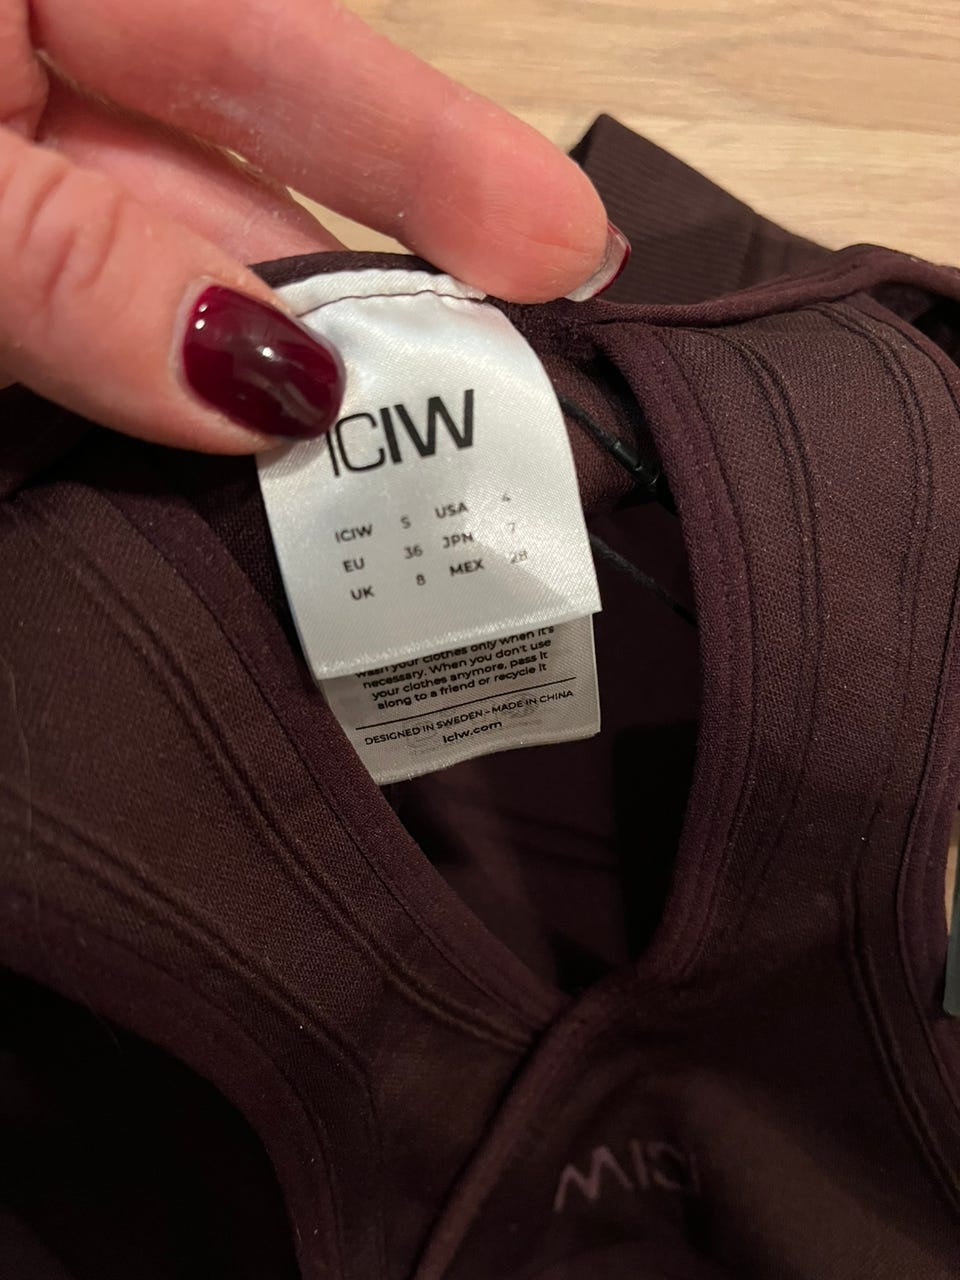 ICIW
ICIW S USA 4
EU 36 JPN 7
UK 8 MEX 28
wash your clothes only when it's
necessary. When you don't use
your clothes anymore, pass it
along to a friend or recycle it
DESIGNED IN SWEDEN - MADE IN CHINA
iciw.com
ICIW